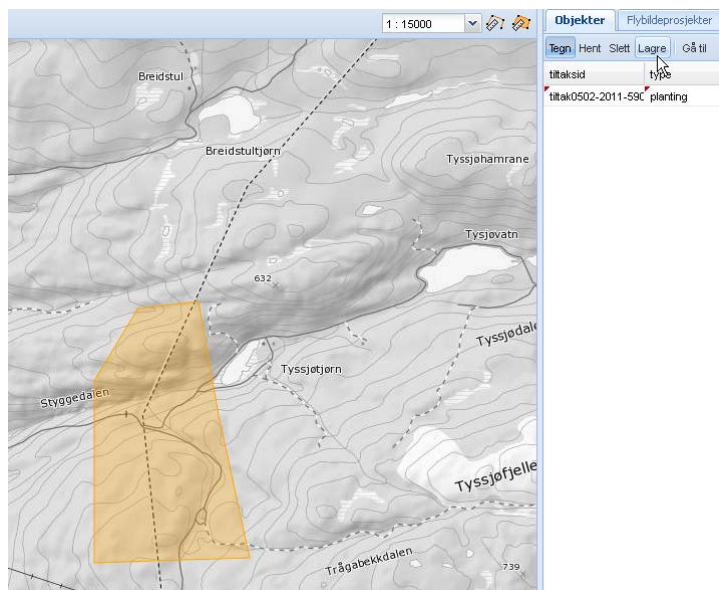 1 : 15000
Objekter
Flybildeprosjekter
Tegn Hent Slett Lagre Gå til
tiltaksid
type
tiltak0502-2011-590
planting
Breidstul
Breidstultjørn
Tyssjøhamrane
Tysjøvatn
632
Tyssjødale
Tyssjøtjørn
Styggedalen
Tyssjøfjelle
Trågabekkdalen
739